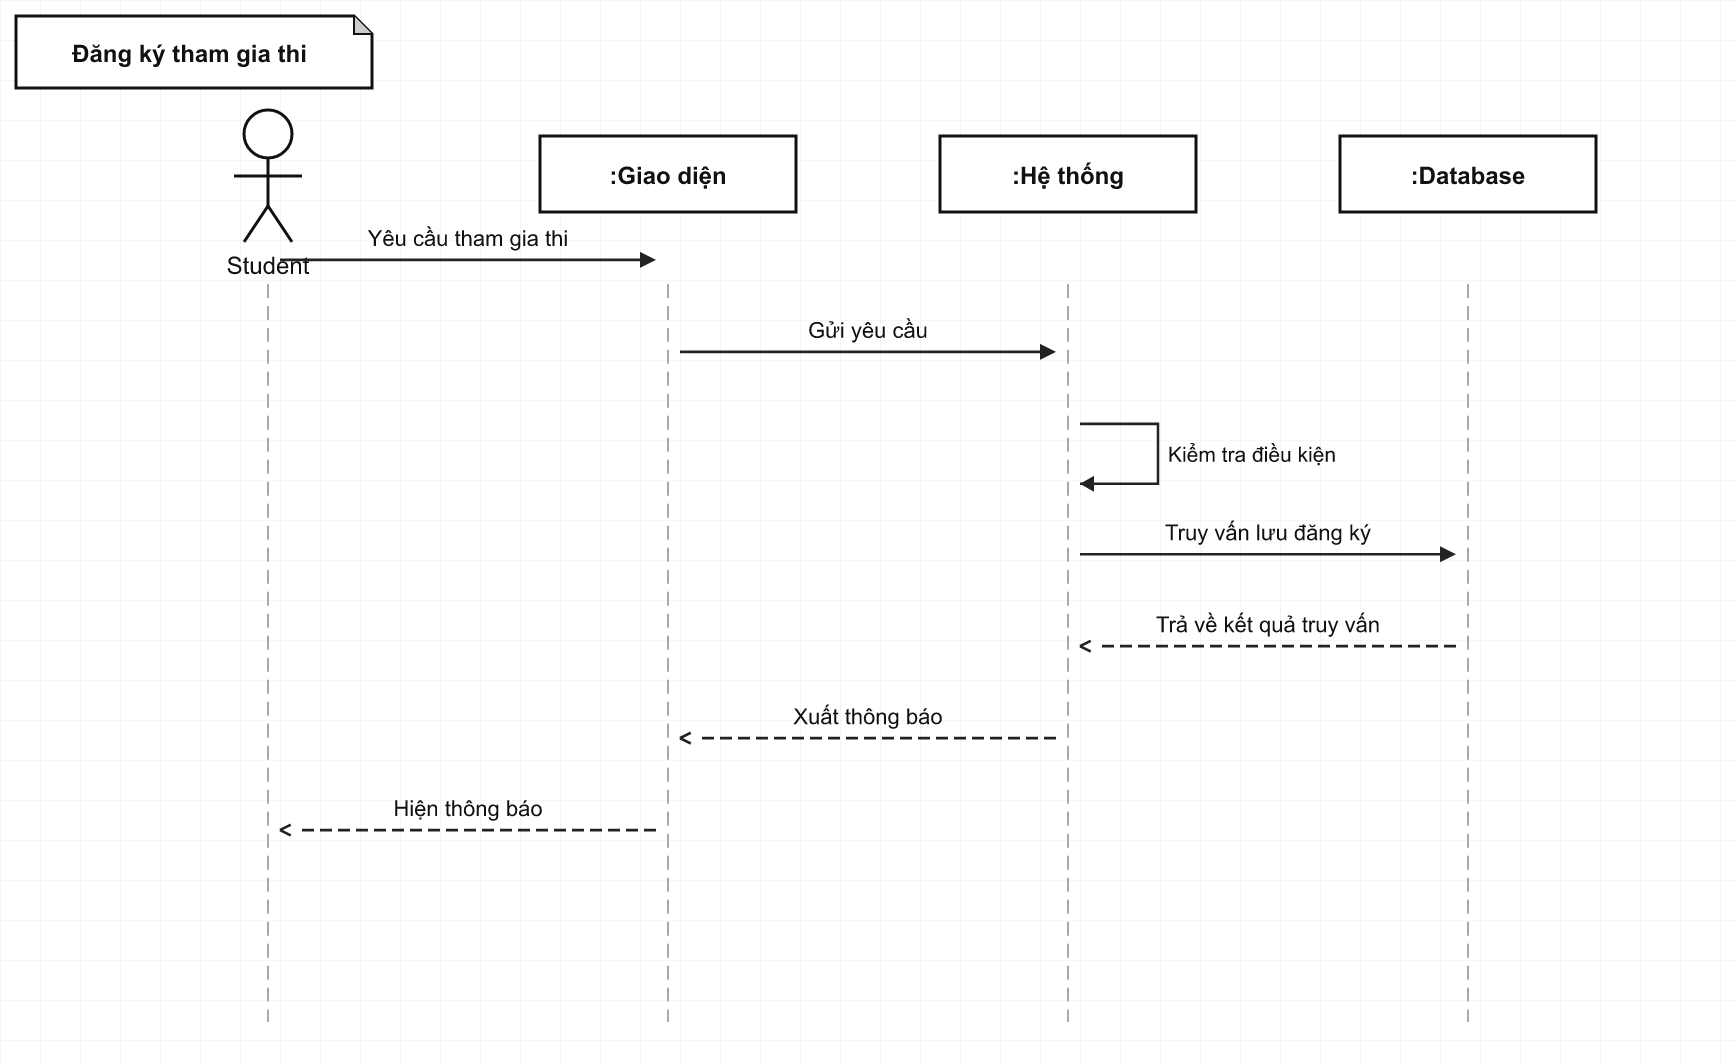 Đăng ký tham gia thi
:Giao diện
:Hệ thống
:Database
Student
Yêu cầu tham gia thi
Gửi yêu cầu
Kiểm tra điều kiện
Truy vấn lưu đăng ký
Trả về kết quả truy vấn
Xuất thông báo
Hiện thông báo